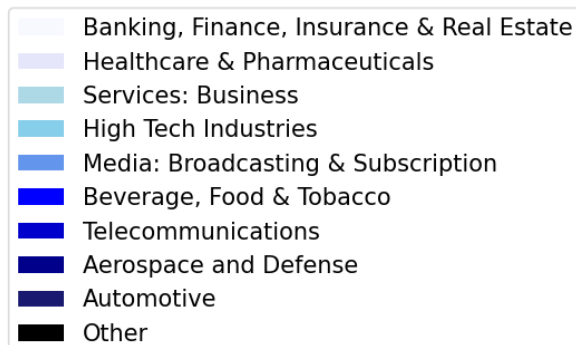 Banking, Finance, Insurance & Real Estate
Healthcare & Pharmaceuticals
Services: Business
High Tech Industries
Media: Broadcasting & Subscription
Beverage, Food & Tobacco
Telecommunications
Aerospace and Defense
Automotive
Other